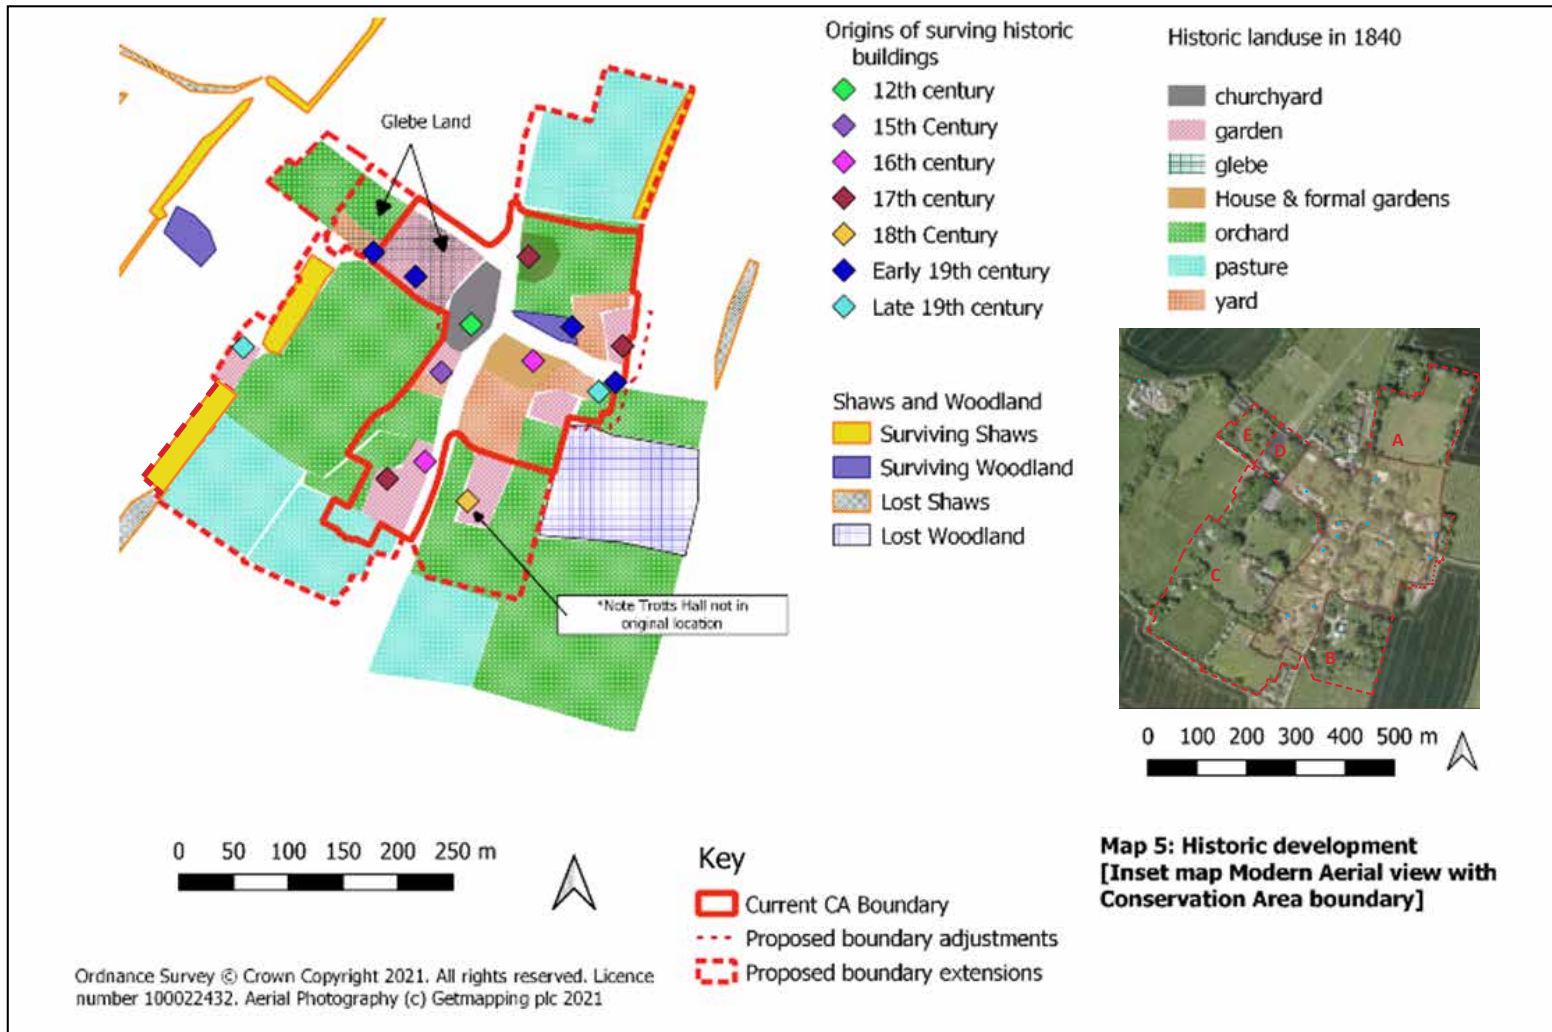 Glebe Land
*Note Trotts Hall not in
original location
Origins of surving historic
buildings
12th century
15th Century
16th century
17th century
18th Century
Early 19th century
Late 19th century
Shaws and Woodland
Surviving Shaws
Surviving Woodland
Lost Shaws
Lost Woodland
Historic landuse in 1840
churchyard
garden
glebe
House & formal gardens
orchard
pasture
yard
A
E
D
C
B
0 100 200 300 400 500 m
Map 5: Historic development
[Inset map Modern Aerial view with
Conservation Area boundary]
0 50 100 150 200 250 m
Key
Current CA Boundary
Proposed boundary adjustments
Proposed boundary extensions
Ordnance Survey © Crown Copyright 2021. All rights reserved. Licence
number 100022432. Aerial Photography (c) Getmapping plc 2021